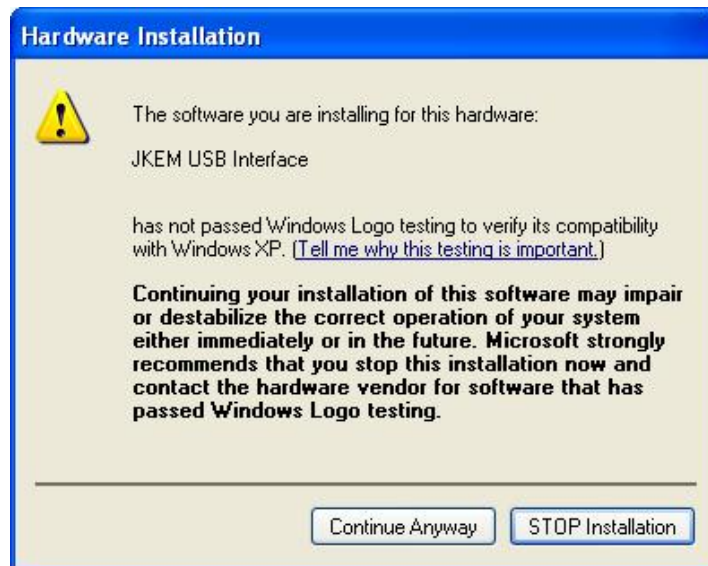 Hardware Installation
The software you are installing for this hardware:
JKEM USB Interface
has not passed Windows Logo testing to verify its compatibility
with Windows XP. (Tell me why this testing is important.)
Continuing your installation of this software may impair
or destabilize the correct operation of your system
either immediately or in the future. Microsoft strongly
recommends that you stop this installation now and
contact the hardware vendor for software that has
passed Windows Logo testing.
Continue Anyway
STOP Installation